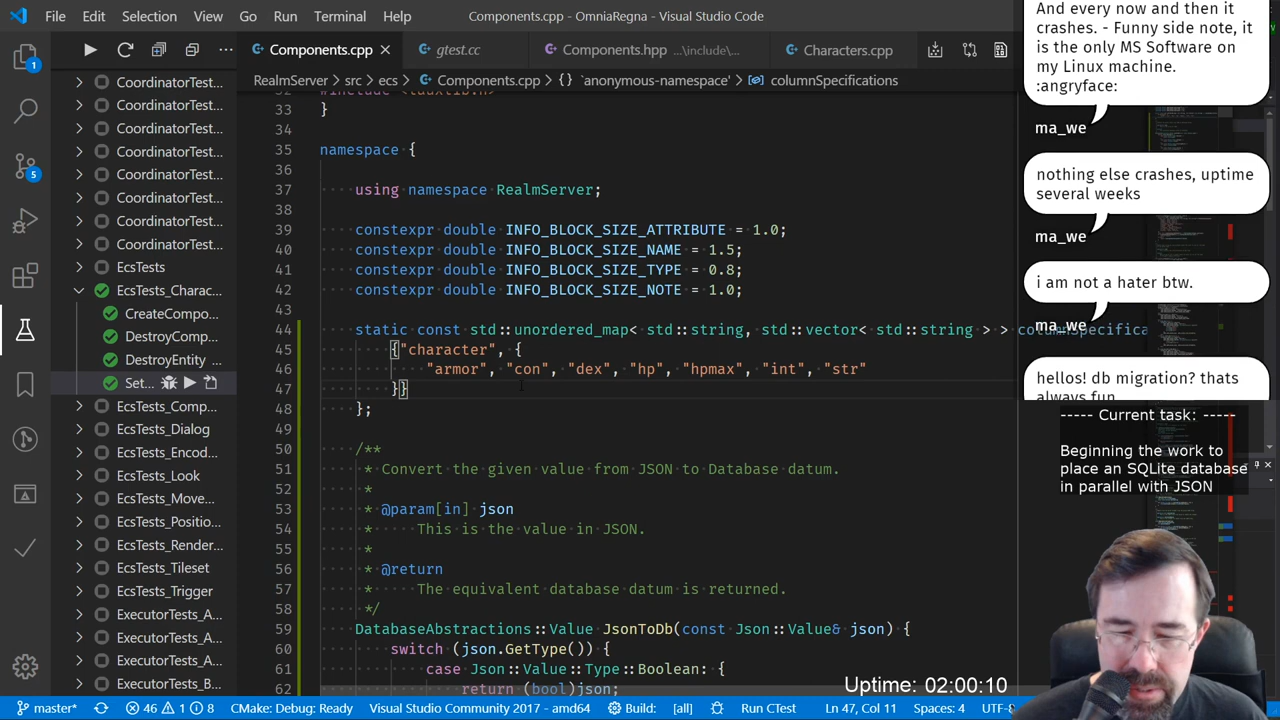 File Edit Selection View Go Run Terminal Help Components.cpp - OmniaRegna - Visual Studio Code
Components.cpp gtest.cc Components.hpp ...\include\... Characters.cpp
RealmServer > src > ecs > Components.cpp > {} `anonymous-namespace' > columnSpecifications
CoordinatorTest...
CoordinatorTest...
CoordinatorTest...
CoordinatorTest...
CoordinatorTest...
CoordinatorTest...
CoordinatorTest...
CoordinatorTest...
EcsTests
EcsTests_Charac...
CreateCompo...
DestroyComp...
DestroyEntity
Set...
EcsTests_Comp...
EcsTests_Dialog
EcsTests_Encod...
EcsTests_Look
EcsTests_Move...
EcsTests_Positio...
EcsTests_Render...
EcsTests_Tileset
EcsTests_Trigger
ExecutorTests_A...
ExecutorTests_A...
ExecutorTests_A...
ExecutorTests_B...
33 }
34
35 namespace {
36
37 using namespace RealmServer;
38
39 constexpr double INFO_BLOCK_SIZE_ATTRIBUTE = 1.0;
40 constexpr double INFO_BLOCK_SIZE_NAME = 1.5;
41 constexpr double INFO_BLOCK_SIZE_TYPE = 0.8;
42 constexpr double INFO_BLOCK_SIZE_NOTE = 1.0;
43
44 static const std::unordered_map< std::string, std::vector< std::string > > columnSpecifica
45 {"character", {
46 "armor", "con", "dex", "hp", "hpmax", "int", "str"
47 }}
48 };
49
50 /**
51 * Convert the given value from JSON to Database datum.
52 *
53 * @param[in] json
54 * This is the value in JSON.
55 *
56 * @return
57 * The equivalent database datum is returned.
58 */
59 DatabaseAbstractions::Value JsonToDb(const Json::Value& json) {
60 switch (json.GetType()) {
61 case Json::Value::Type::Boolean: {
62 return (bool)json;
And every now and then it
crashes. - Funny side note, it
is the only MS Software on
my Linux machine.
:angryface:
ma_we
nothing else crashes, uptime
several weeks
ma_we
i am not a hater btw.
ma_we
hellos! db migration? thats
always fun
----- Current task: -----
Beginning the work to
place an SQLite database
in parallel with JSON
Uptime: 02:00:10
master* 46 1 8 CMake: Debug: Ready Visual Studio Community 2017 - amd64 Build: [all] Run CTest Ln 47, Col 11 Spaces: 4 UTF-8
1
5